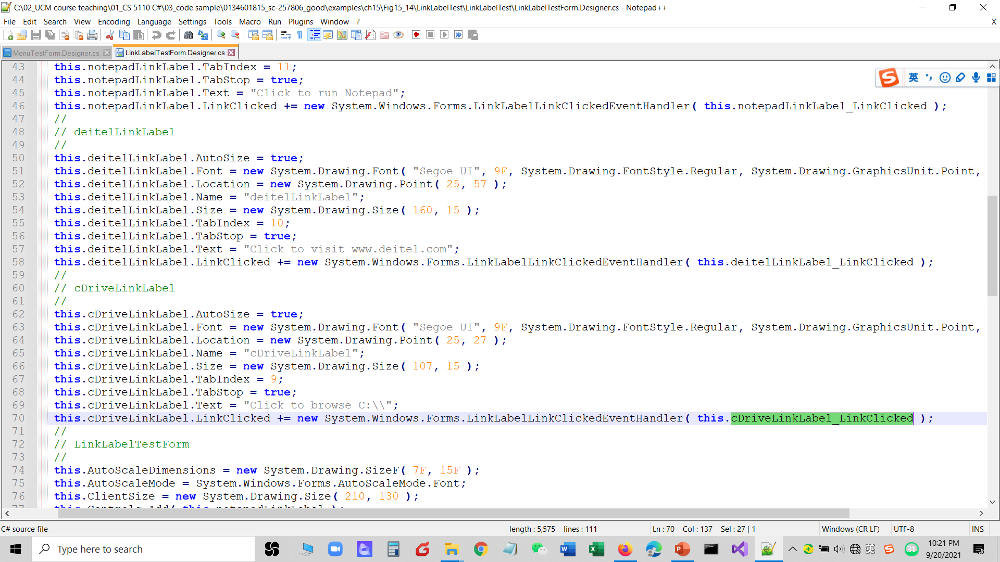 C:\02_UCM course teaching\01_CS 5110 C#\03_code sample\0134601815_sc-257806_good\examples\ch15\Fig15_14\LinkLabelTest\LinkLabelTest\LinkLabelTestForm.Designer.cs - Notepad++
File Edit Search View Encoding Language Settings Tools Macro Run Plugins Window ? X
MenuTestForm.Designer.cs LinkLabelTestForm.Designer.cs
43 this.notepadLinkLabel.TabIndex = 11;
44 this.notepadLinkLabel.TabStop = true;
45 this.notepadLinkLabel.Text = "Click to run Notepad";
46 this.notepadLinkLabel.LinkClicked += new System.Windows.Forms.LinkLabelLinkClickedEventHandler( this.notepadLinkLabel_LinkClicked );
47 //
48 // deitelLinkLabel
49 //
50 this.deitelLinkLabel.AutoSize = true;
51 this.deitelLinkLabel.Font = new System.Drawing.Font( "Segoe UI", 9F, System.Drawing.FontStyle.Regular, System.Drawing.GraphicsUnit.Point,
52 this.deitelLinkLabel.Location = new System.Drawing.Point( 25, 57 );
53 this.deitelLinkLabel.Name = "deitelLinkLabel";
54 this.deitelLinkLabel.Size = new System.Drawing.Size( 160, 15 );
55 this.deitelLinkLabel.TabIndex = 10;
56 this.deitelLinkLabel.TabStop = true;
57 this.deitelLinkLabel.Text = "Click to visit www.deitel.com";
58 this.deitelLinkLabel.LinkClicked += new System.Windows.Forms.LinkLabelLinkClickedEventHandler( this.deitelLinkLabel_LinkClicked );
59 //
60 // cDriveLinkLabel
61 //
62 this.cDriveLinkLabel.AutoSize = true;
63 this.cDriveLinkLabel.Font = new System.Drawing.Font( "Segoe UI", 9F, System.Drawing.FontStyle.Regular, System.Drawing.GraphicsUnit.Point,
64 this.cDriveLinkLabel.Location = new System.Drawing.Point( 25, 27 );
65 this.cDriveLinkLabel.Name = "cDriveLinkLabel";
66 this.cDriveLinkLabel.Size = new System.Drawing.Size( 107, 15 );
67 this.cDriveLinkLabel.TabIndex = 9;
68 this.cDriveLinkLabel.TabStop = true;
69 this.cDriveLinkLabel.Text = "Click to browse C:\\";
70 this.cDriveLinkLabel.LinkClicked += new System.Windows.Forms.LinkLabelLinkClickedEventHandler( this.cDriveLinkLabel_LinkClicked );
71 //
72 // LinkLabelTestForm
73 //
74 this.AutoScaleDimensions = new System.Drawing.SizeF( 7F, 15F );
75 this.AutoScaleMode = System.Windows.Forms.AutoScaleMode.Font;
76 this.ClientSize = new System.Drawing.Size( 210, 130 );
77 this.Controls.Add( this.notepadLinkLabel );
英
C# source file length : 5,575 lines : 111 Ln : 70 Col : 137 Sel : 27 | 1 Windows (CR LF) UTF-8 INS
Type here to search
英 31
10:21 PM
9/20/2021